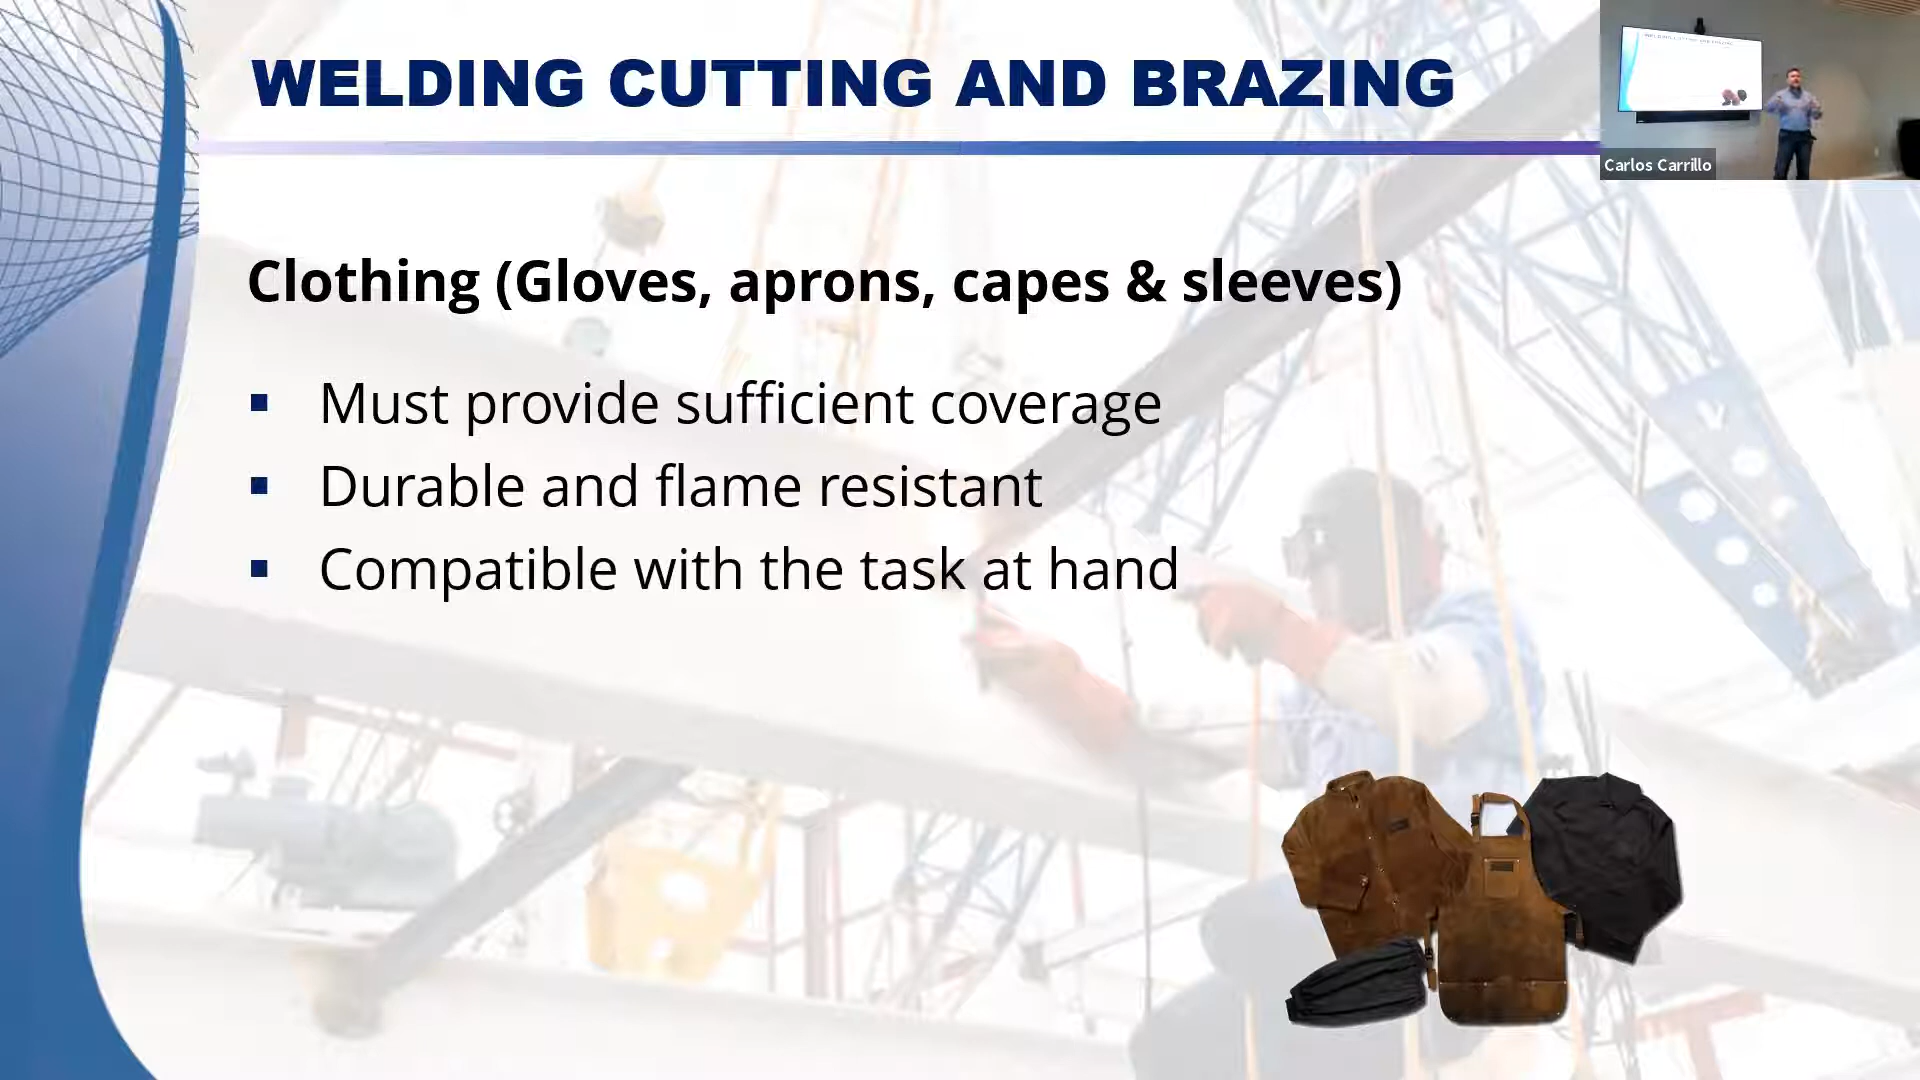 WELDING CUTTING AND BRAZING
Carlos Carrillo
Clothing (Gloves, aprons, capes & sleeves)
▪ Must provide sufficient coverage
▪ Durable and flame resistant
▪ Compatible with the task at hand